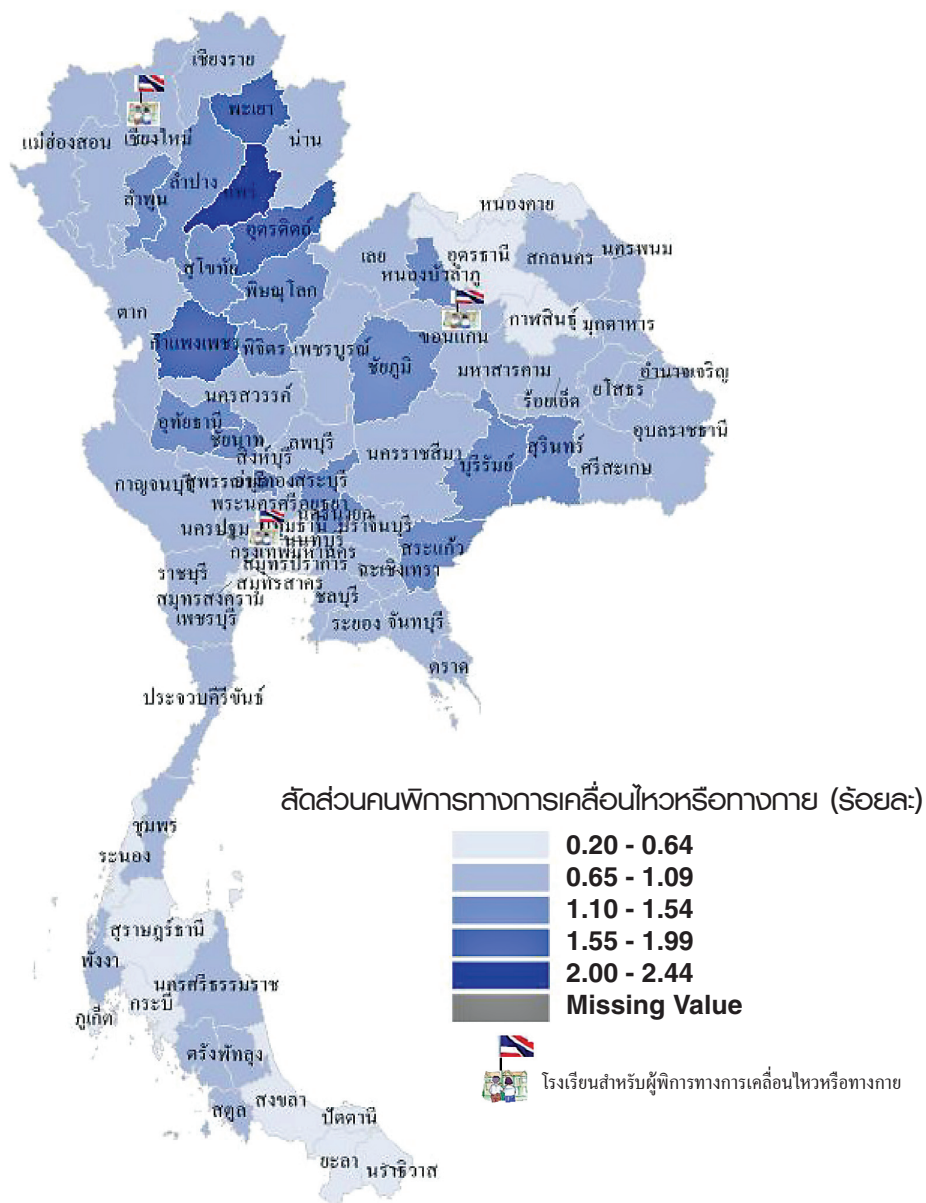 เชียงราย
พะเยา
น่าน
แม่ฮ่องสอน
เชียงใหม่
ลำปาง
แพร่
ลำพูน
อุตรดิตถ์
หนองคาย
เลย
อุดรธานี
สกลนคร
นครพนม
สุโขทัย
หนองบัวลำภู
พิษณุโลก
ตาก
กาฬสินธุ์
มุกดาหาร
กำแพงเพชร
พิจิตร
เพชรบูรณ์
ขอนแก่น
ชัยภูมิ
มหาสารคาม
อำนาจเจริญ
ยโสธร
นครสวรรค์
ร้อยเอ็ด
อุทัยธานี
อุบลราชธานี
ชัยนาท
ลพบุรี
นครราชสีมา
สุรินทร์
สิงห์บุรี
บุรีรัมย์
ศรีสะเกษ
กาญจนบุรี
สุพรรณบุรี
อ่างทอง
สระบุรี
พระนครศรีอยุธยา
นครนายก
นครปฐม
ปทุมธานี
ปราจีนบุรี
นนทบุรี
กรุงเทพมหานคร
สระแก้ว
สมุทรปราการ
ฉะเชิงเทรา
ราชบุรี
สมุทรสาคร
สมุทรสงคราม
ชลบุรี
เพชรบุรี
ระยอง
จันทบุรี
ตราด
ประจวบคีรีขันธ์
สัดส่วนคนพิการทางการเคลื่อนไหวหรือทางกาย (ร้อยละ)
0.20 - 0.64
0.65 - 1.09
1.10 - 1.54
1.55 - 1.99
2.00 - 2.44
Missing Value
โรงเรียนสำหรับผู้พิการทางการเคลื่อนไหวหรือทางกาย
ชุมพร
ระนอง
สุราษฎร์ธานี
พังงา
นครศรีธรรมราช
กระบี่
ภูเก็ต
ตรัง
พัทลุง
สงขลา
สตูล
ปัตตานี
ยะลา
นราธิวาส